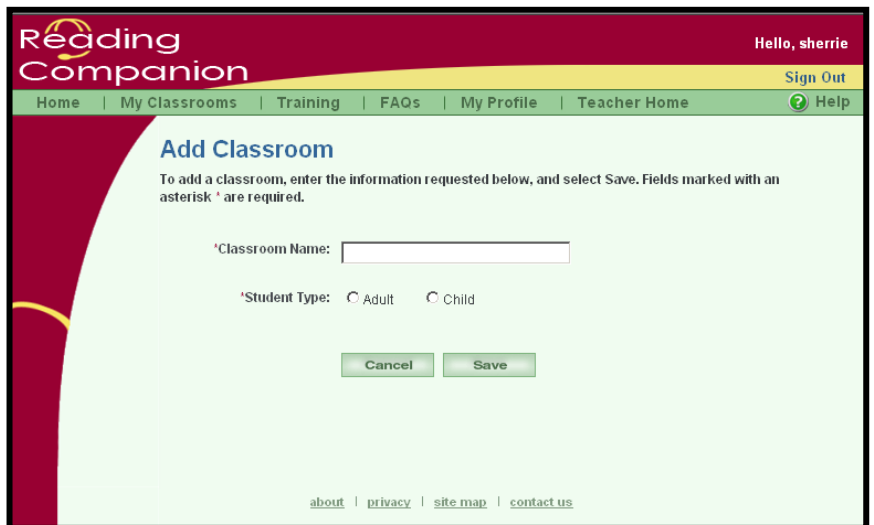 Reading
Companion
Hello, sherrie
Sign Out
Home | My Classrooms | Training | FAQs | My Profile | Teacher Home ? Help
Add Classroom
To add a classroom, enter the information requested below, and select Save. Fields marked with an
asterisk * are required.
*Classroom Name:
*Student Type: Adult Child
Cancel Save
about | privacy | site map | contact us